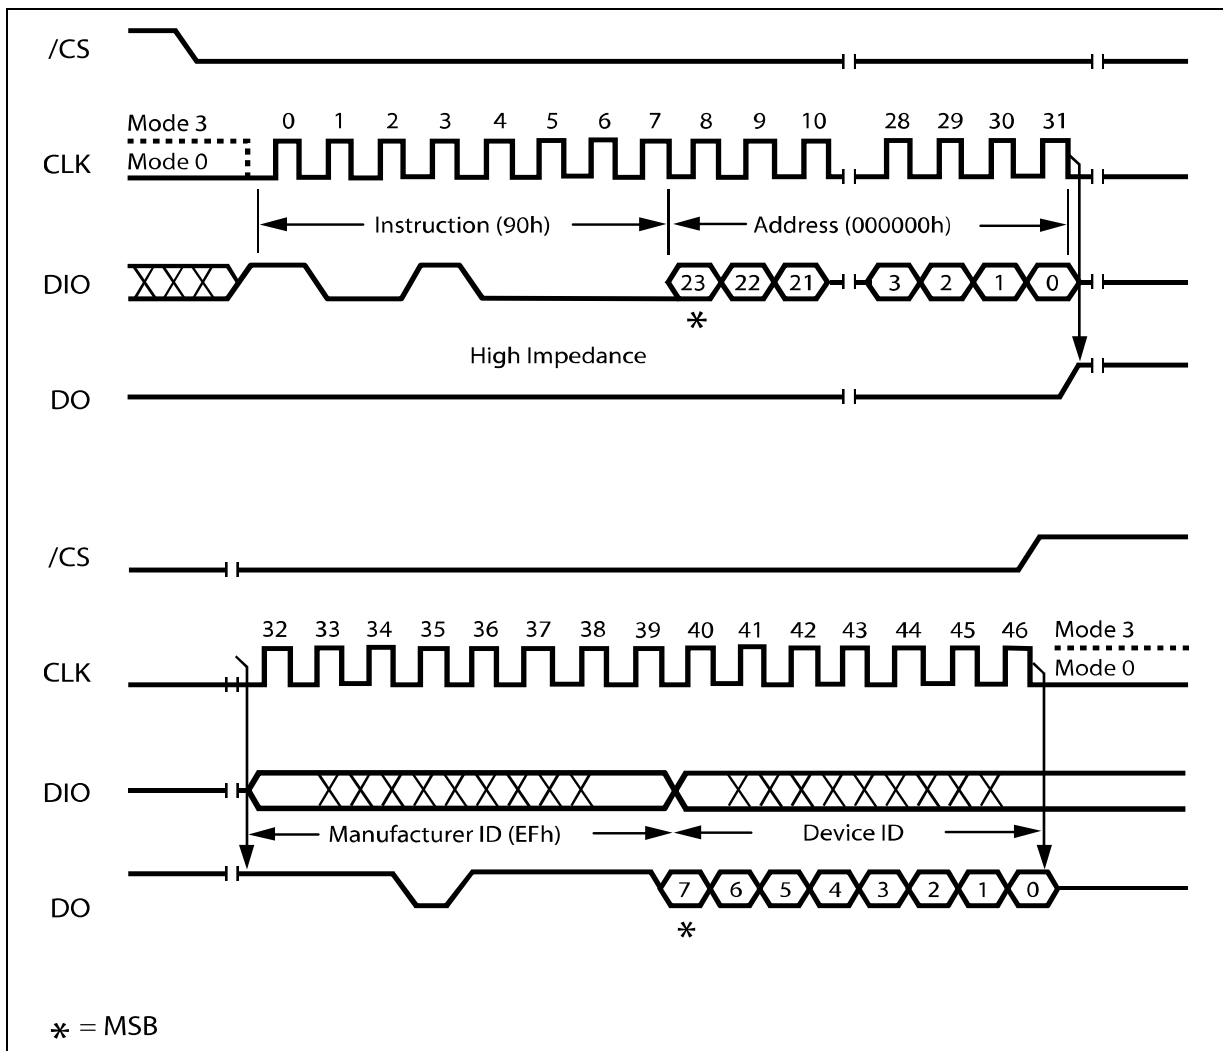 /CS
Mode 3
0 1 2 3 4 5 6 7 8 9 10 28 29 30 31
CLK
Mode 0
Instruction (90h) Address (000000h)
DIO
23 22 21 3 2 1 0
*
High Impedance
DO
/CS
32 33 34 35 36 37 38 39 40 41 42 43 44 45 46
Mode 3
CLK
Mode 0
DIO
Manufacturer ID (EFh) Device ID
DO
7 6 5 4 3 2 1 0
*
* = MSB